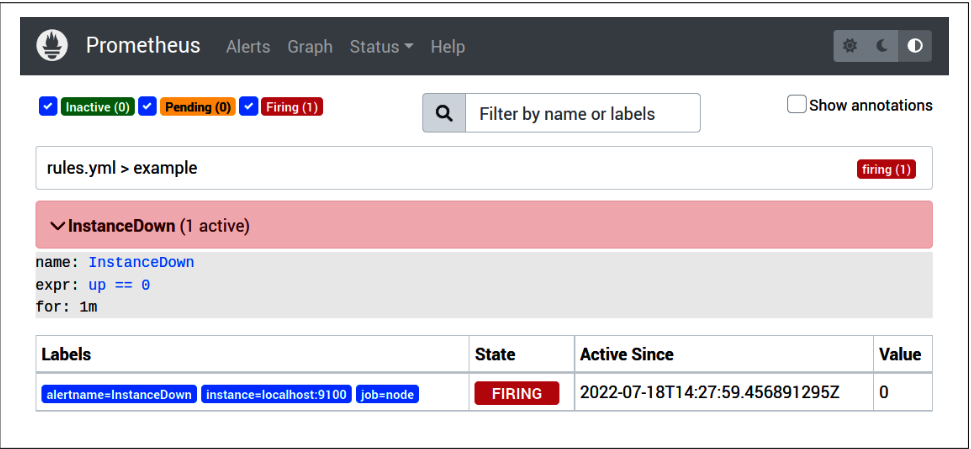 Prometheus Alerts Graph Status Help
Inactive (0) Pending (0) Firing (1) Filter by name or labels Show annotations
rules.yml > example firing (1)
InstanceDown (1 active)
name: InstanceDown
expr: up == 0
for: 1m
Labels State Active Since Value
alertname=InstanceDown instance=localhost:9100 job=node FIRING 2022-07-18T14:27:59.456891295Z 0